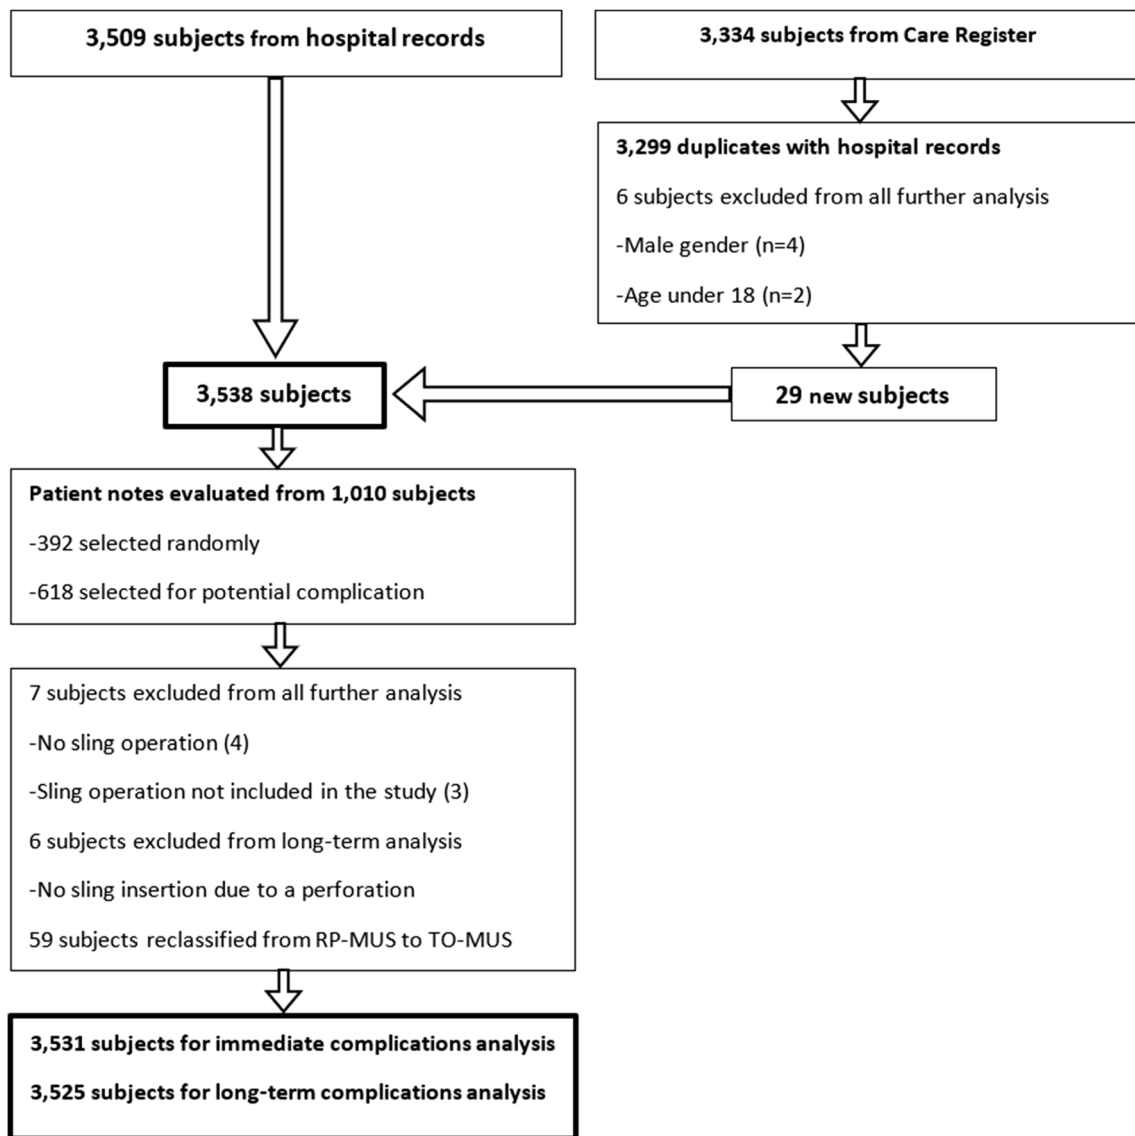 3,509 subjects from hospital records
3,334 subjects from Care Register
3,299 duplicates with hospital records
6 subjects excluded from all further analysis
-Male gender (n=4)
-Age under 18 (n=2)
29 new subjects
3,538 subjects
Patient notes evaluated from 1,010 subjects
-392 selected randomly
-618 selected for potential complication
7 subjects excluded from all further analysis
-No sling operation (4)
-Sling operation not included in the study (3)
6 subjects excluded from long-term analysis
-No sling insertion due to a perforation
59 subjects reclassified from RP-MUS to TO-MUS
3,531 subjects for immediate complications analysis
3,525 subjects for long-term complications analysis